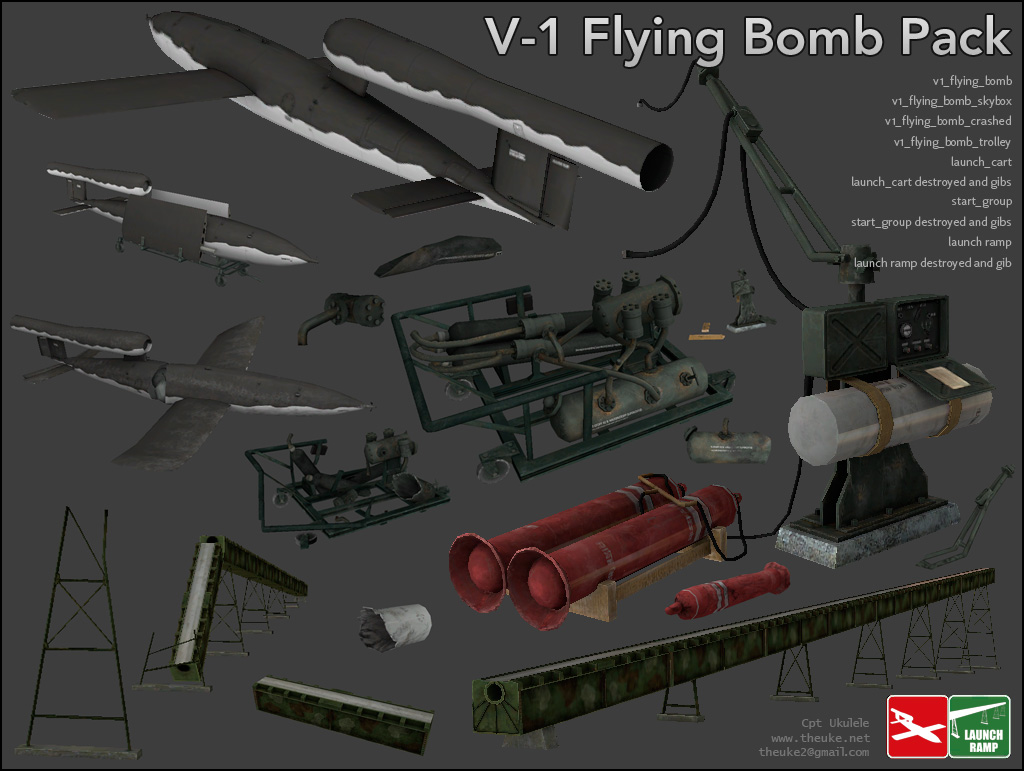 V-1 Flying Bomb Pack
v1_flying_bomb
v1_flying_bomb_skybox
v1_flying_bomb_crashed
v1_flying_bomb_trolley
launch_cart
launch_cart destroyed and gibs
start_group
start_group destroyed and gibs
launch ramp
launch ramp destroyed and gib
Cpt Ukulele
www.theuke.net
theuke2@gmail.com
LAUNCH
RAMP